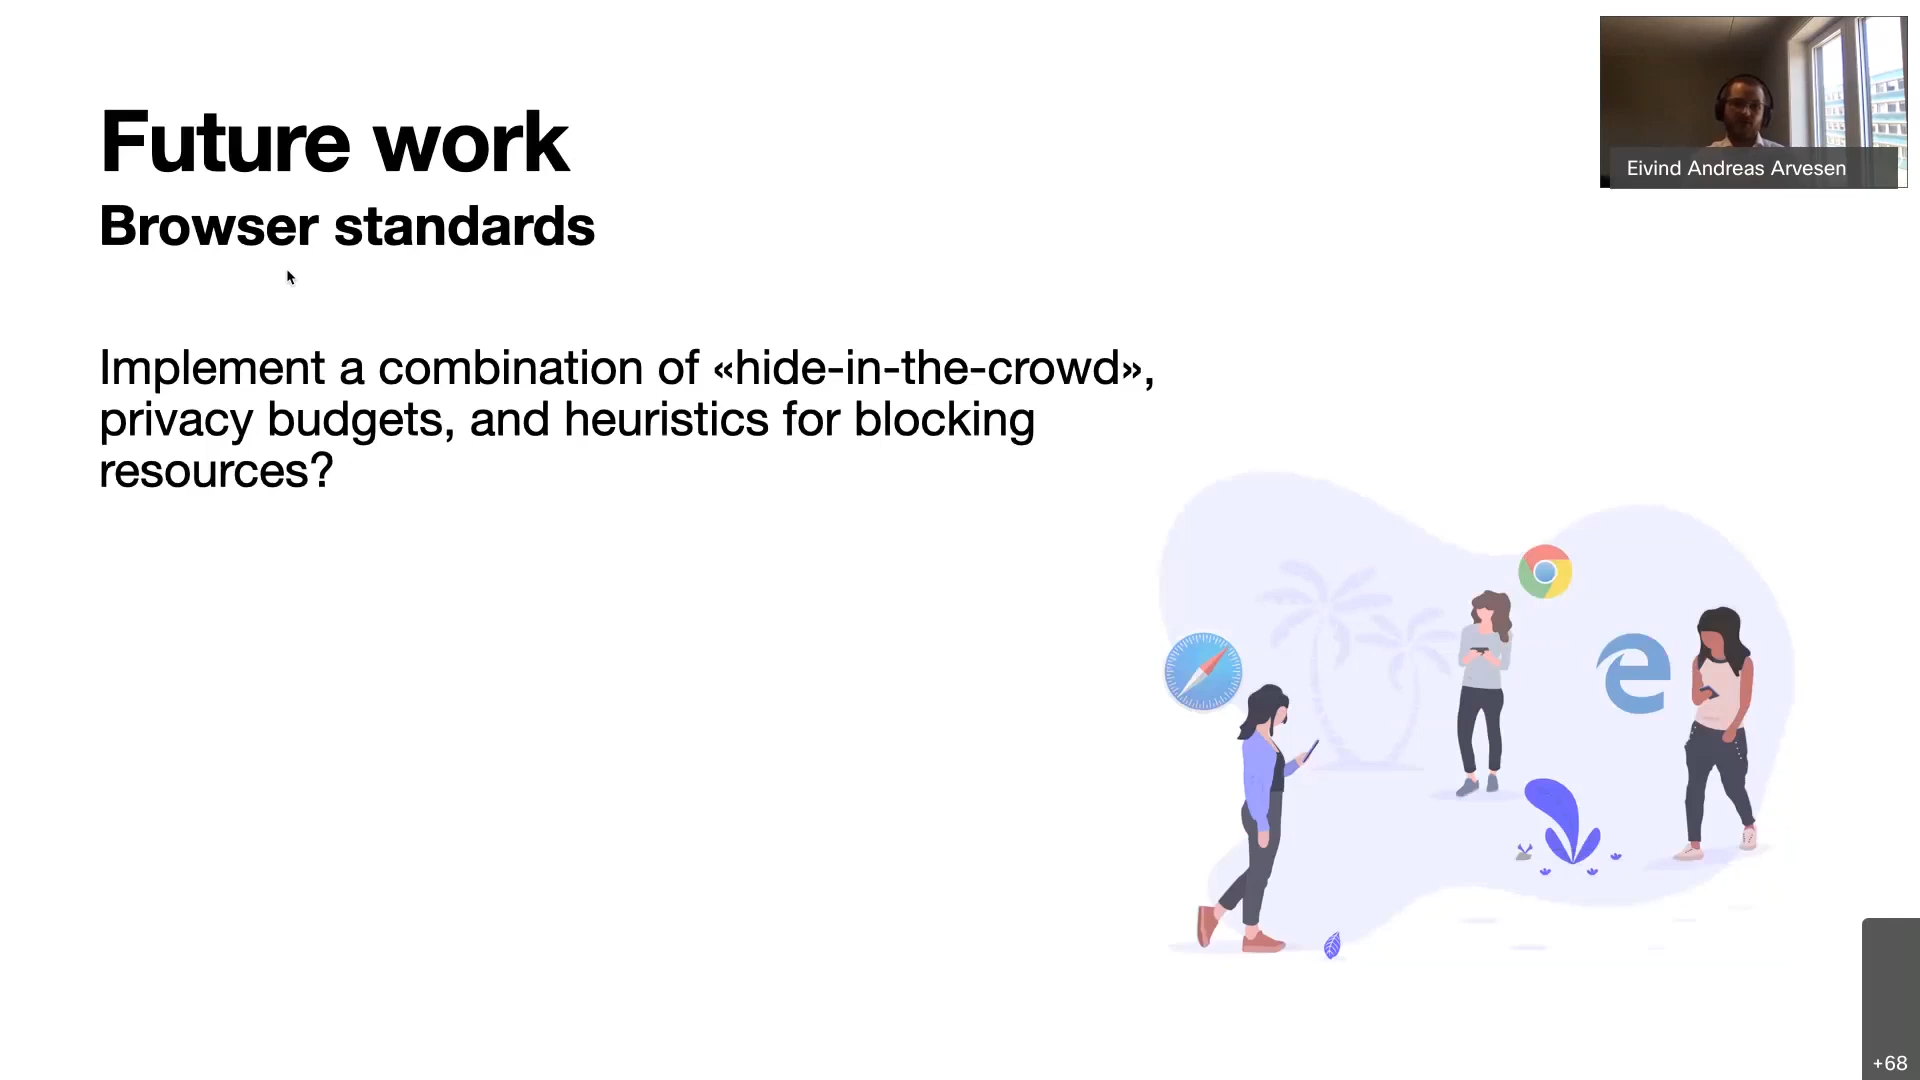 Future work
Browser standards
Implement a combination of «hide-in-the-crowd»,
privacy budgets, and heuristics for blocking
resources?
Eivind Andreas Arvesen
+68